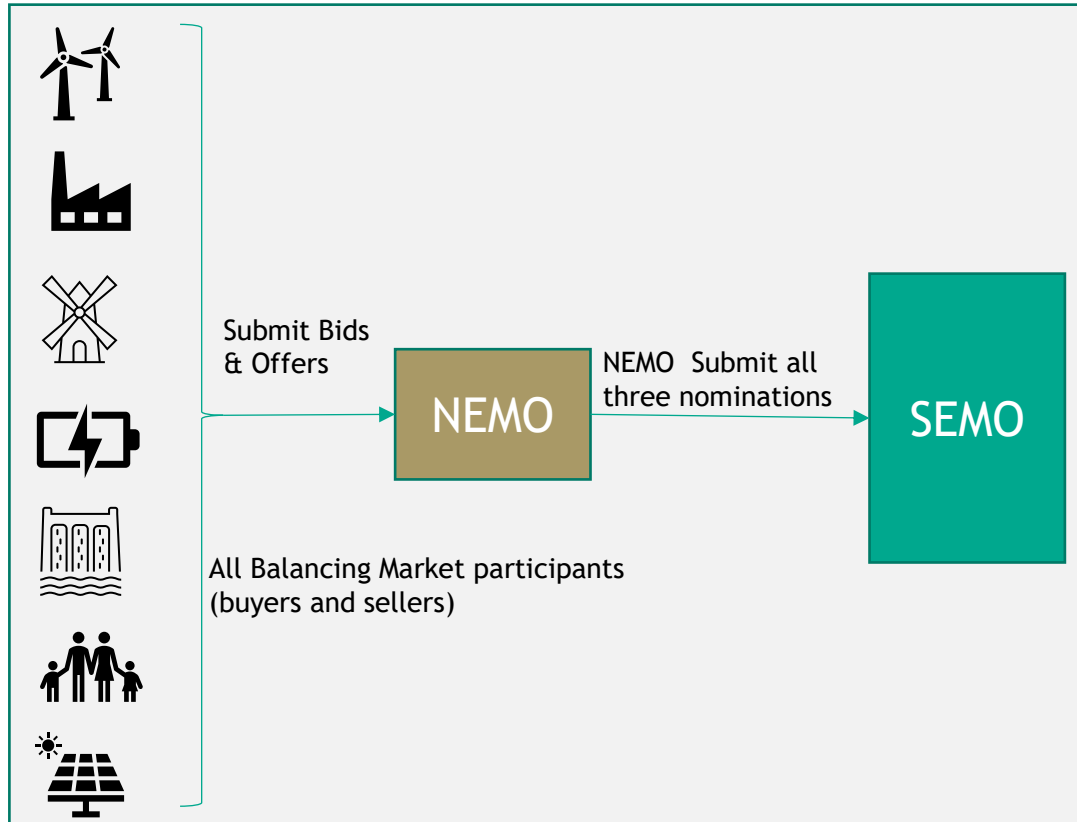 Submit Bids
& Offers
NEMO
NEMO  Submit all
three nominations
SEMO
All Balancing Market participants
(buyers and sellers)